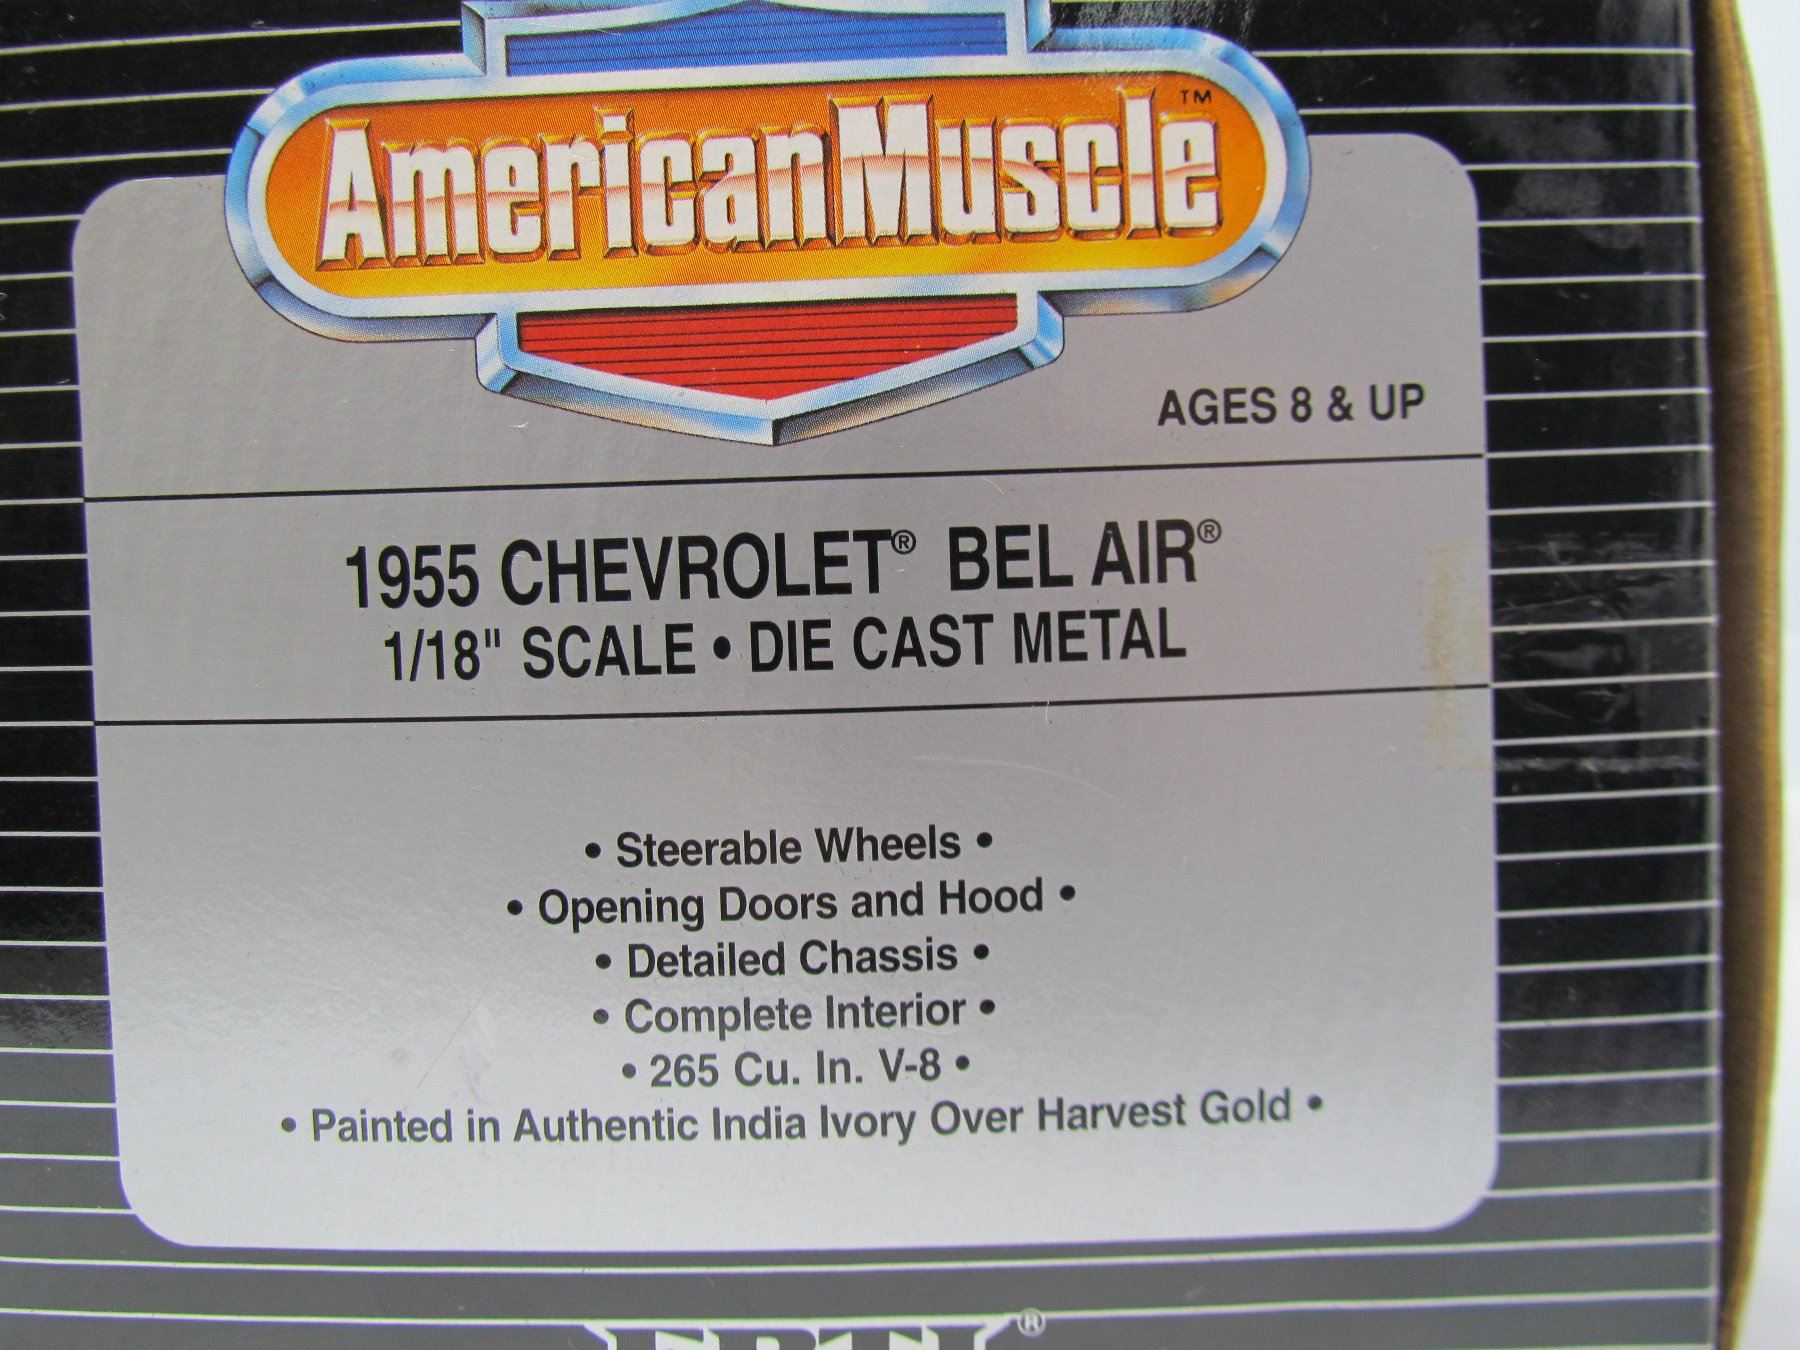 AmericanMuscle™
AGES 8 & UP
1955 CHEVROLET® BEL AIR®
1/18" SCALE • DIE CAST METAL
• Steerable Wheels •
• Opening Doors and Hood •
• Detailed Chassis •
• Complete Interior •
• 265 Cu. In. V-8 •
• Painted in Authentic India Ivory Over Harvest Gold •
ERTL®